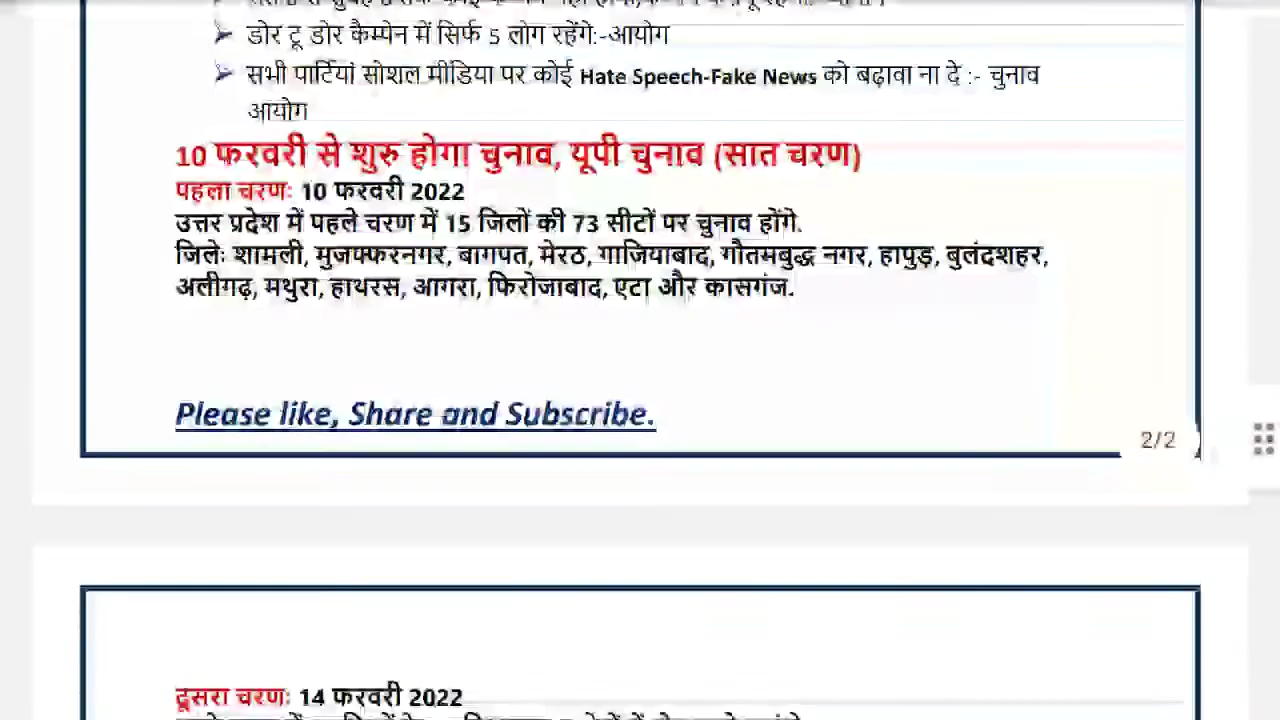 डोर टू डोर कैम्पेन में सिर्फ 5 लोग रहेंगे:-आयोग
सभी पार्टियां सोशल मीडिया पर कोई Hate Speech-Fake News को बढ़ावा ना दे :- चुनाव
आयोग
10 फरवरी से शुरु होगा चुनाव, यूपी चुनाव (सात चरण)
पहला चरणः 10 फरवरी 2022
उत्तर प्रदेश में पहले चरण में 15 जिलों की 73 सीटों पर चुनाव होंगे.
जिलेः शामली, मुजफ्फरनगर, बागपत, मेरठ, गाजियाबाद, गौतमबुद्ध नगर, हापुड़, बुलंदशहर,
अलीगढ़, मथुरा, हाथरस, आगरा, फिरोजाबाद, एटा और कासगंज.
Please like, Share and Subscribe.
2/2
दूसरा चरणः 14 फरवरी 2022